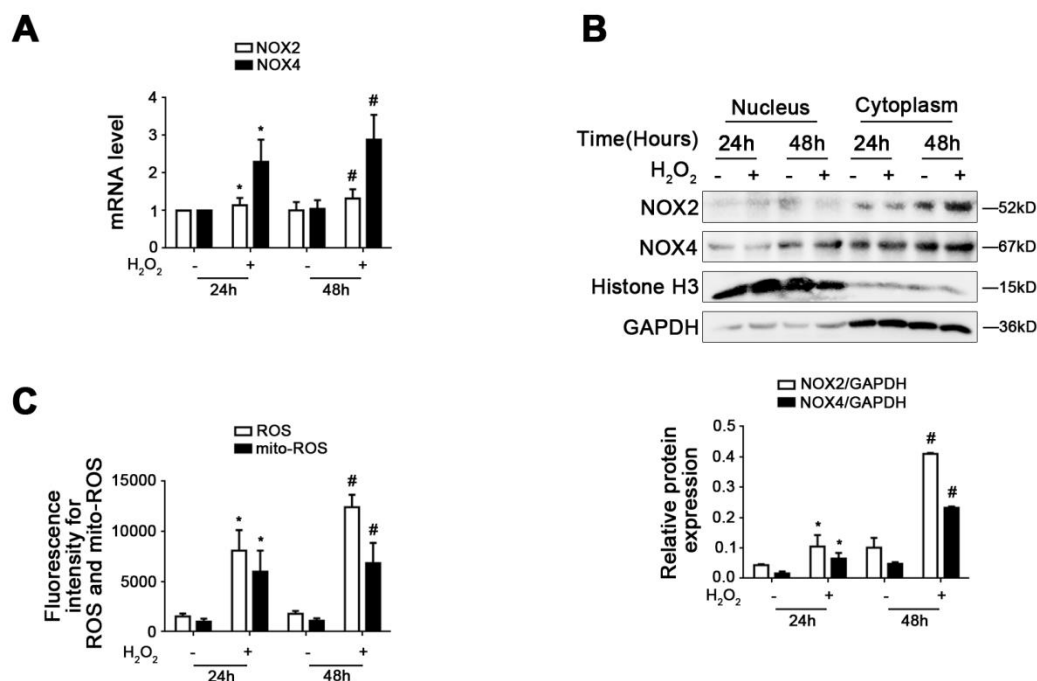 A
NOX2
NOX4
mRNA level
4
3
2
1
0
*
*
#
#
H₂O₂
- + - +
24h 48h
B
Nucleus Cytoplasm
Time(Hours) 24h 48h 24h 48h
H₂O₂ - + - + - + - +
NOX2 —52kD
NOX4 —67kD
Histone H3 —15kD
GAPDH —36kD
NOX2/GAPDH
NOX4/GAPDH
Relative protein
expression
0.5
0.4
0.3
0.2
0.1
0.0
*
*
#
#
H₂O₂ - + - +
24h 48h
C
ROS
mito-ROS
Fluorescence
intensity for
ROS and mito-ROS
15000
10000
5000
0
*
*
#
#
H₂O₂ - + - +
24h 48h